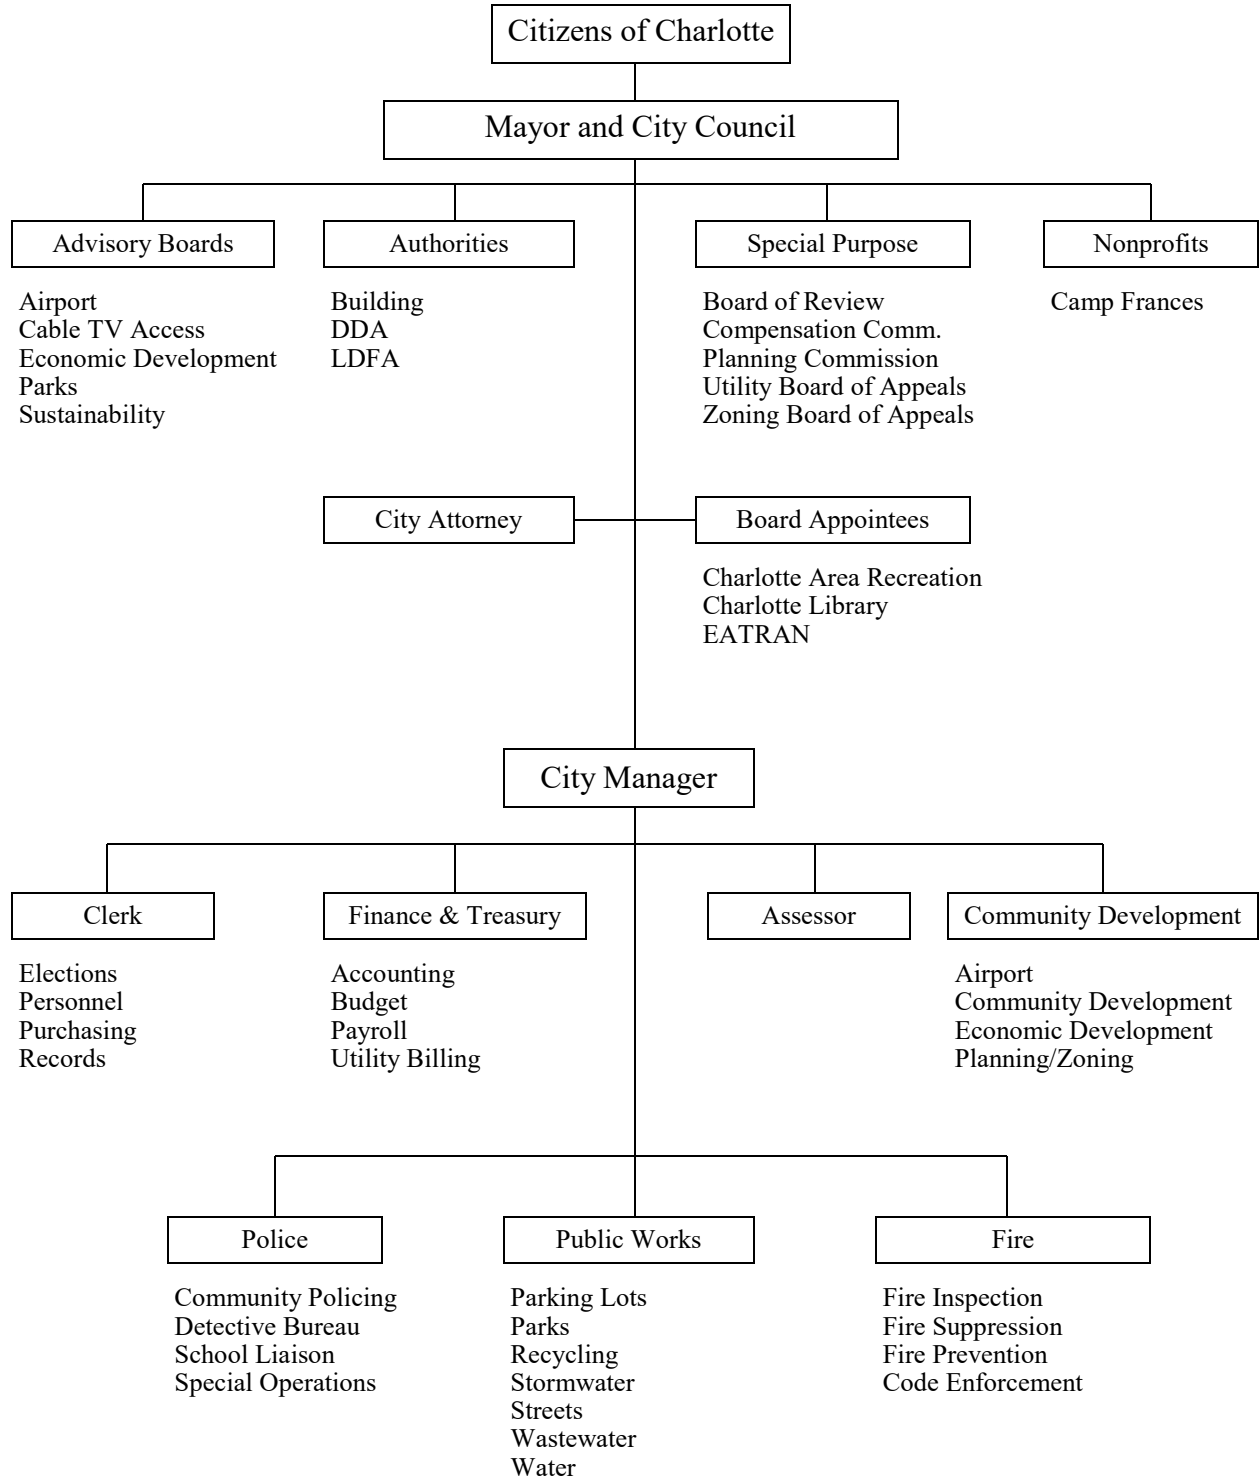 Citizens of Charlotte
Mayor and City Council
Advisory Boards
Airport
Cable TV Access
Economic Development
Parks
Sustainability
Authorities
Building
DDA
LDFA
Special Purpose
Board of Review
Compensation Comm.
Planning Commission
Utility Board of Appeals
Zoning Board of Appeals
Nonprofits
Camp Frances
City Attorney
Board Appointees
Charlotte Area Recreation
Charlotte Library
EATRAN
City Manager
Clerk
Elections
Personnel
Purchasing
Records
Finance & Treasury
Accounting
Budget
Payroll
Utility Billing
Assessor
Community Development
Airport
Community Development
Economic Development
Planning/Zoning
Police
Community Policing
Detective Bureau
School Liaison
Special Operations
Public Works
Parking Lots
Parks
Recycling
Stormwater
Streets
Wastewater
Water
Fire
Fire Inspection
Fire Suppression
Fire Prevention
Code Enforcement